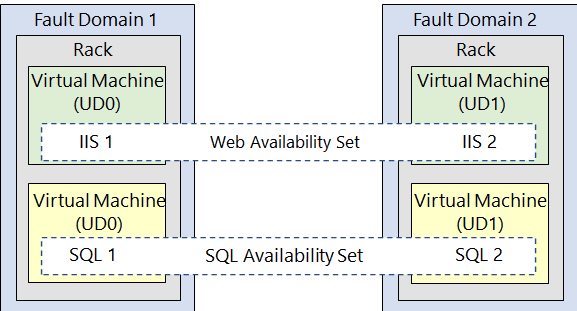 Fault Domain 1
Rack
Virtual Machine
(UD0)
IIS 1
Virtual Machine
(UD0)
SQL 1
Web Availability Set
SQL Availability Set
Fault Domain 2
Rack
Virtual Machine
(UD1)
IIS 2
Virtual Machine
(UD1)
SQL 2